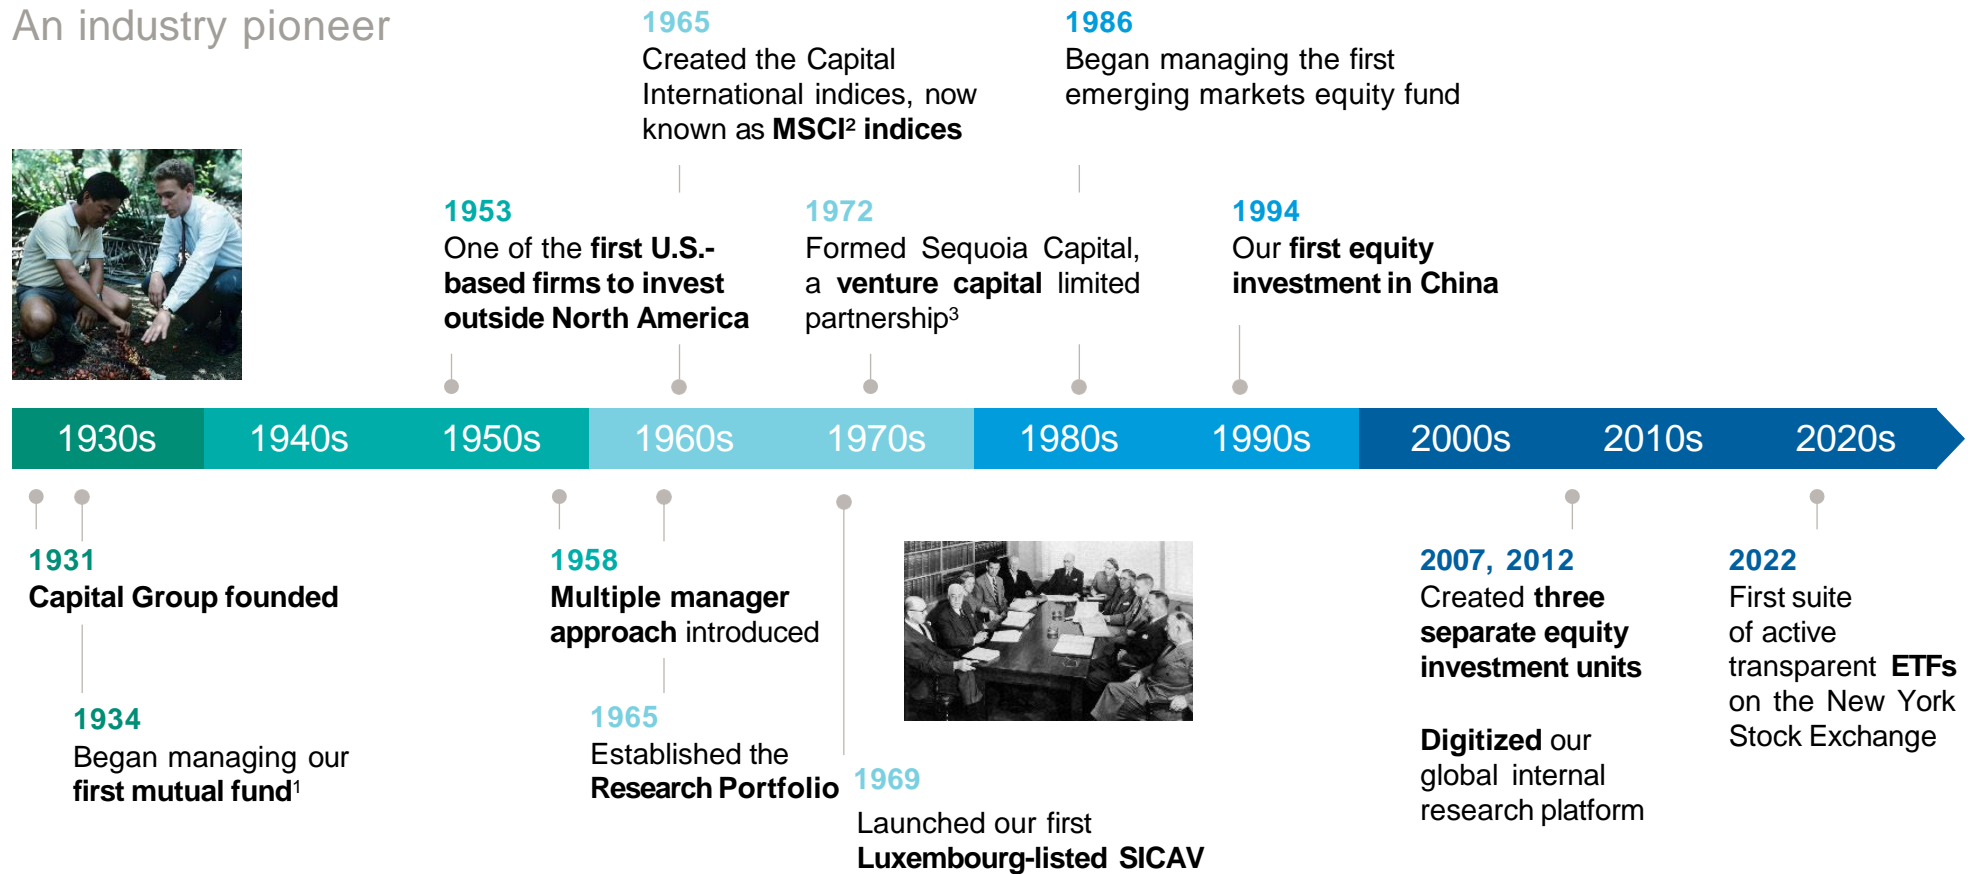 An industry pioneer
1965
Created the Capital
International indices, now
known as MSCI² indices
1986
Began managing the first
emerging markets equity fund
1953
One of the first U.S.-
based firms to invest
outside North America
1972
Formed Sequoia Capital,
a venture capital limited
partnership³
1994
Our first equity
investment in China
1930s
1940s
1950s
1960s
1970s
1980s
1990s
2000s
2010s
2020s
1931
Capital Group founded
1934
Began managing our
first mutual fund¹
1958
Multiple manager
approach introduced
1965
Established the
Research Portfolio
1969
Launched our first
Luxembourg-listed SICAV
2007, 2012
Created three
separate equity
investment units
Digitized our
global internal
research platform
2022
First suite
of active
transparent ETFs
on the New York
Stock Exchange